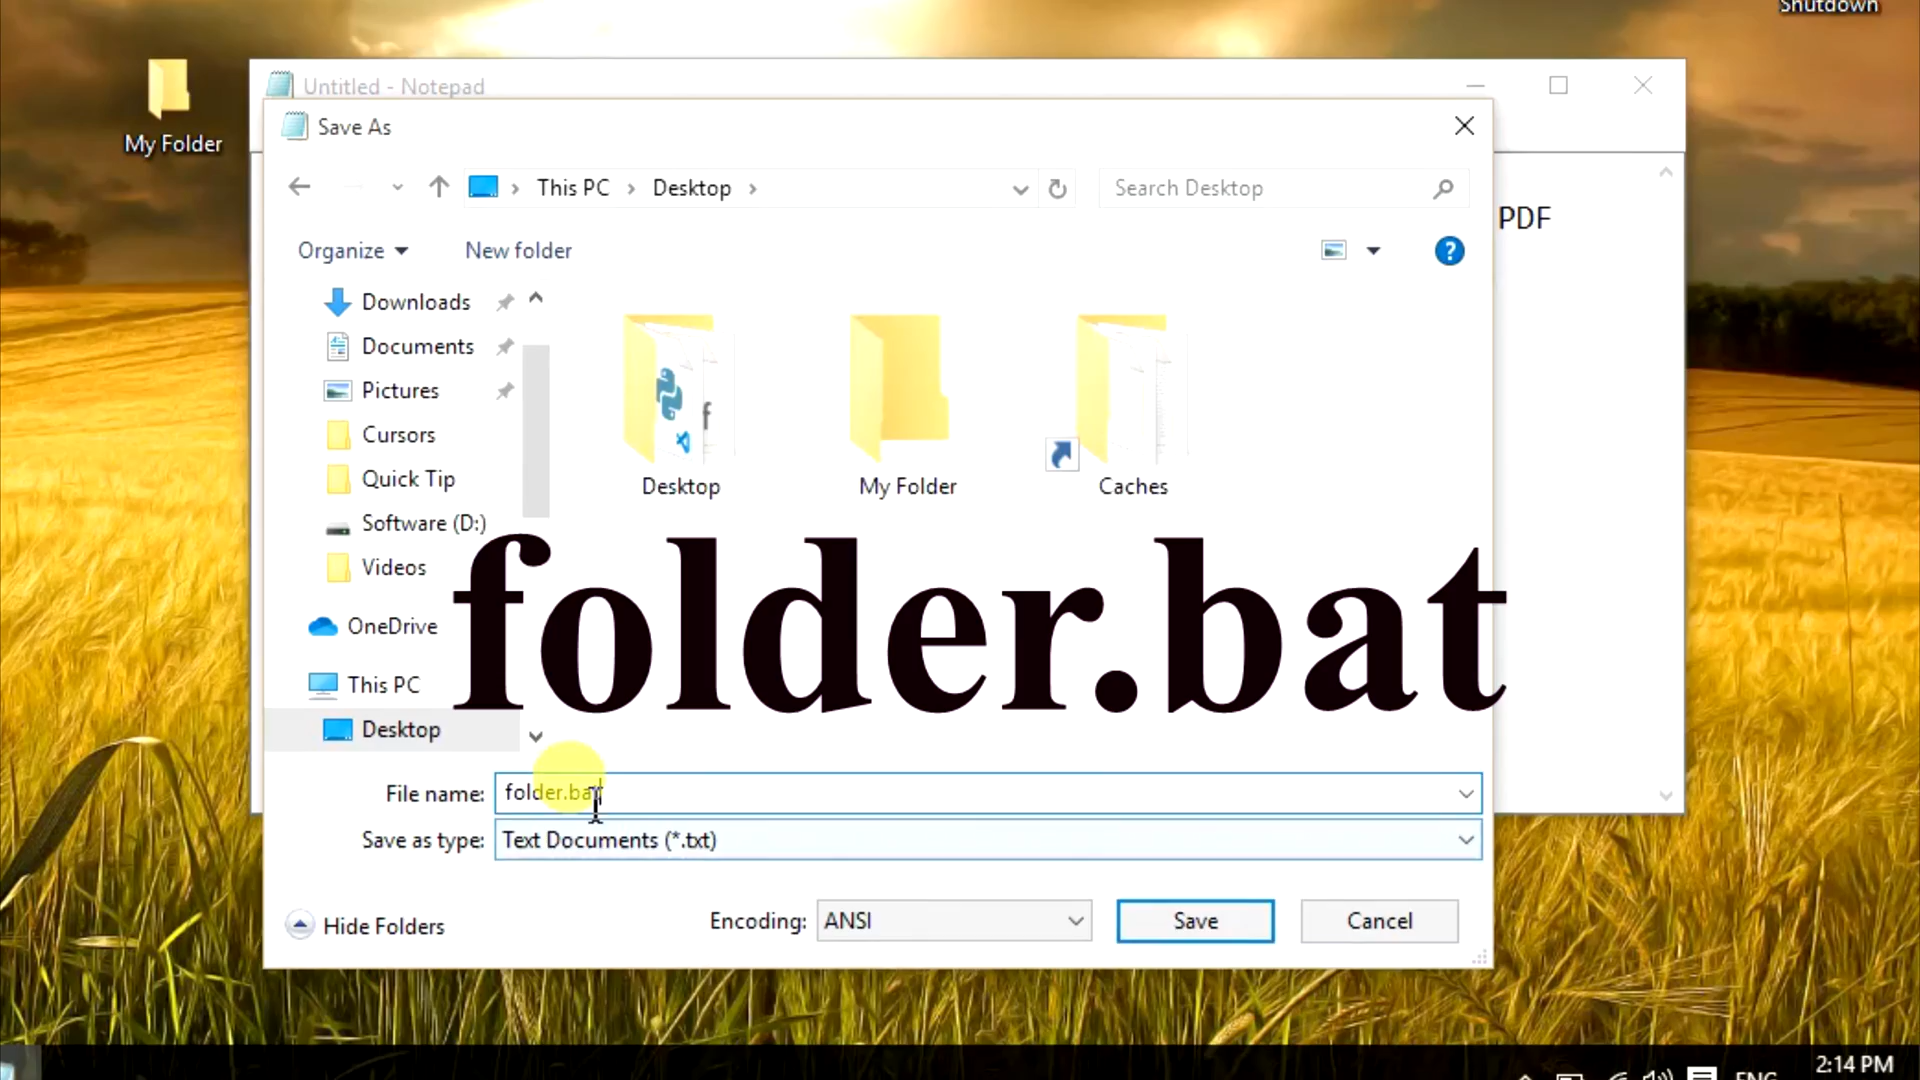 Shutdown
My Folder
Untitled - Notepad
Save As
This PC
Desktop
Search Desktop
PDF
Organize
New folder
Downloads
Documents
Pictures
Cursors
Quick Tip
Software (D:)
Videos
OneDrive
This PC
Desktop
Desktop
My Folder
Caches
folder.bat
File name: folder.bat
Save as type: Text Documents (*.txt)
Hide Folders
Encoding: ANSI
Save
Cancel
ENG
2:14 PM